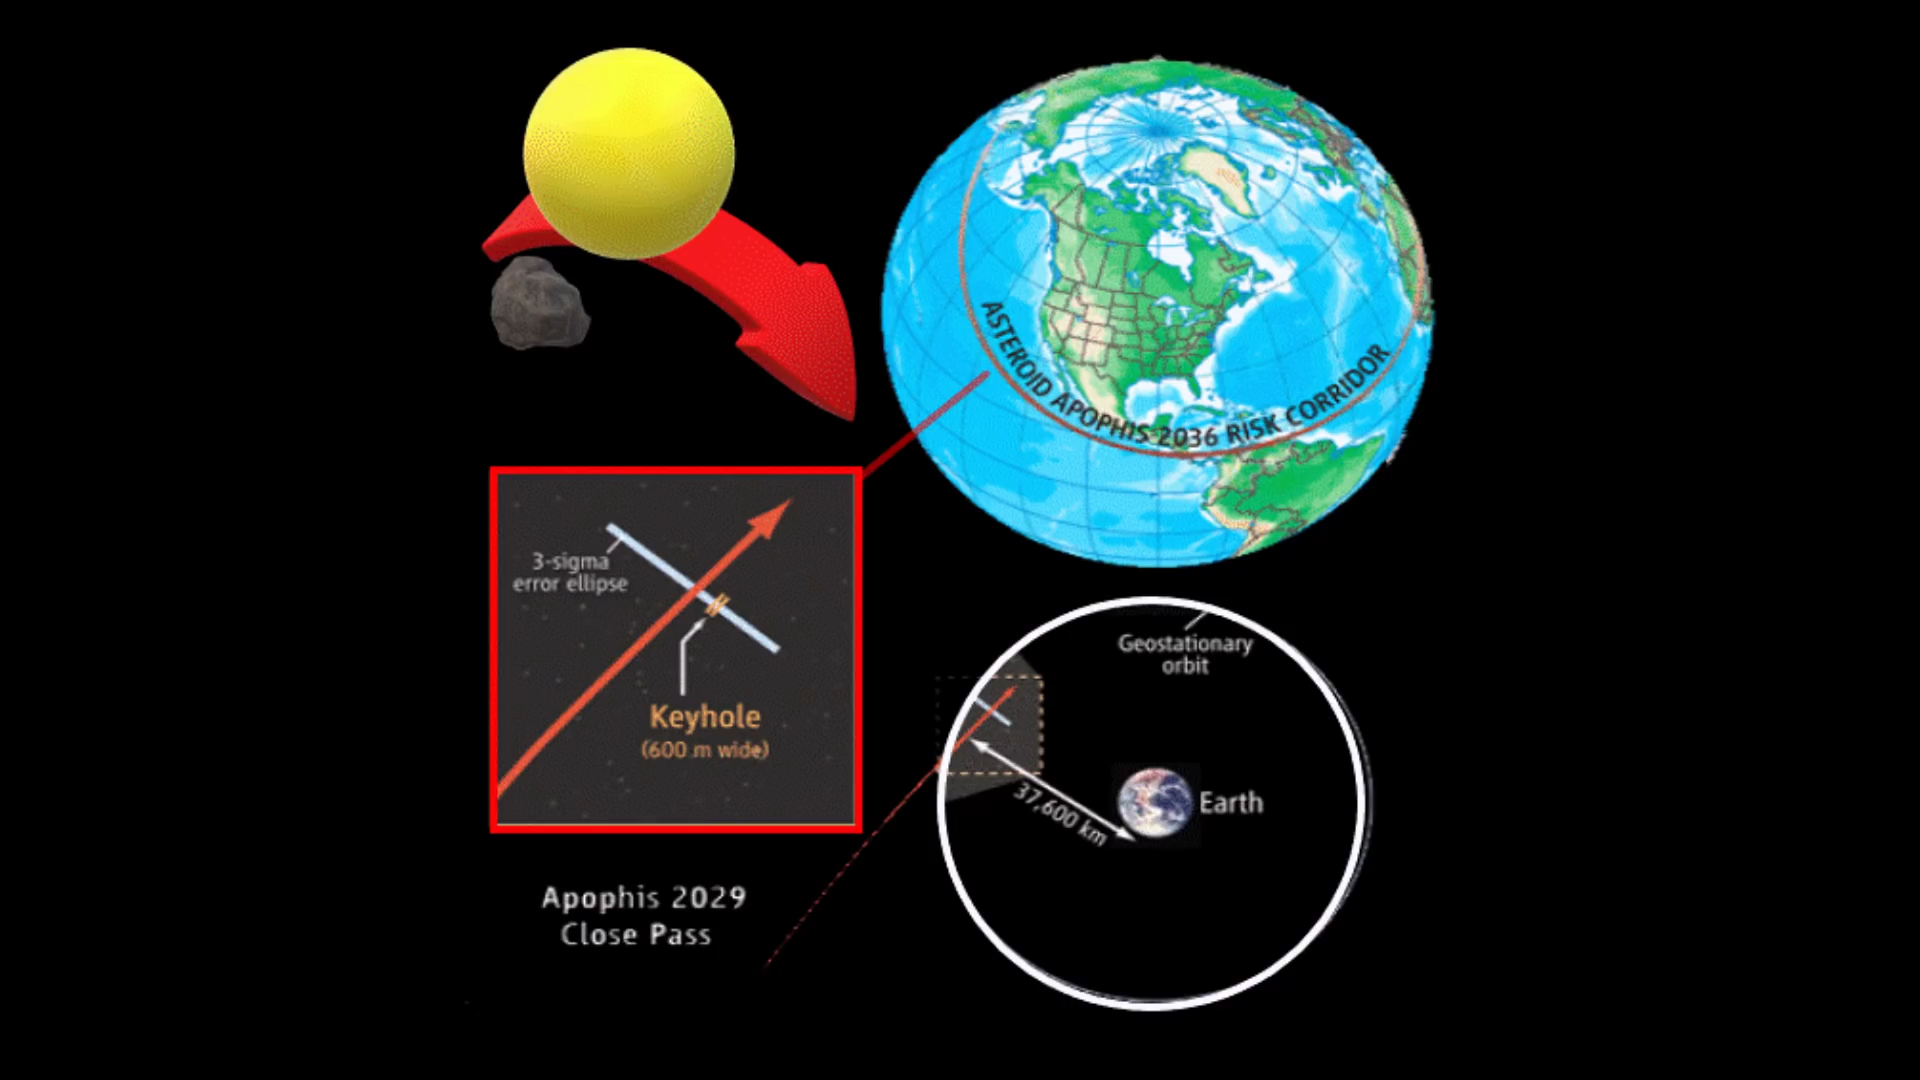 ASTEROID APOPHIS 2036 RISK CORRIDOR
3-sigma
error ellipse
Keyhole
(600 m wide)
Geostationary
orbit
37,600 km
Earth
Apophis 2029
Close Pass